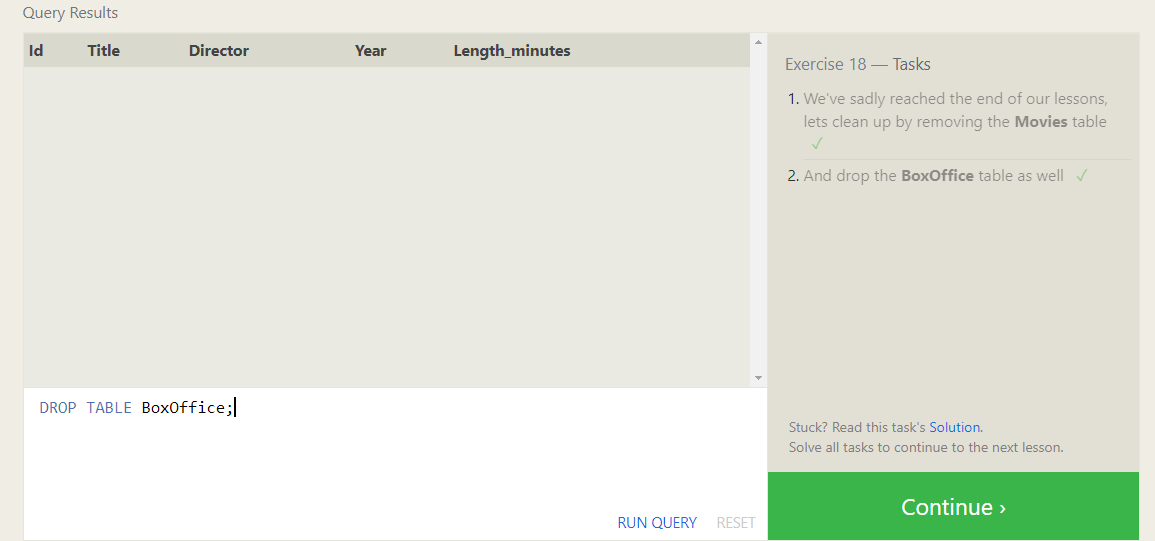 Query Results
Id Title Director Year Length_minutes
DROP TABLE BoxOffice;
RUN QUERY RESET
Exercise 18 — Tasks
1. We've sadly reached the end of our lessons,
lets clean up by removing the Movies table
✓
2. And drop the BoxOffice table as well ✓
Stuck? Read this task's Solution.
Solve all tasks to continue to the next lesson.
Continue ›